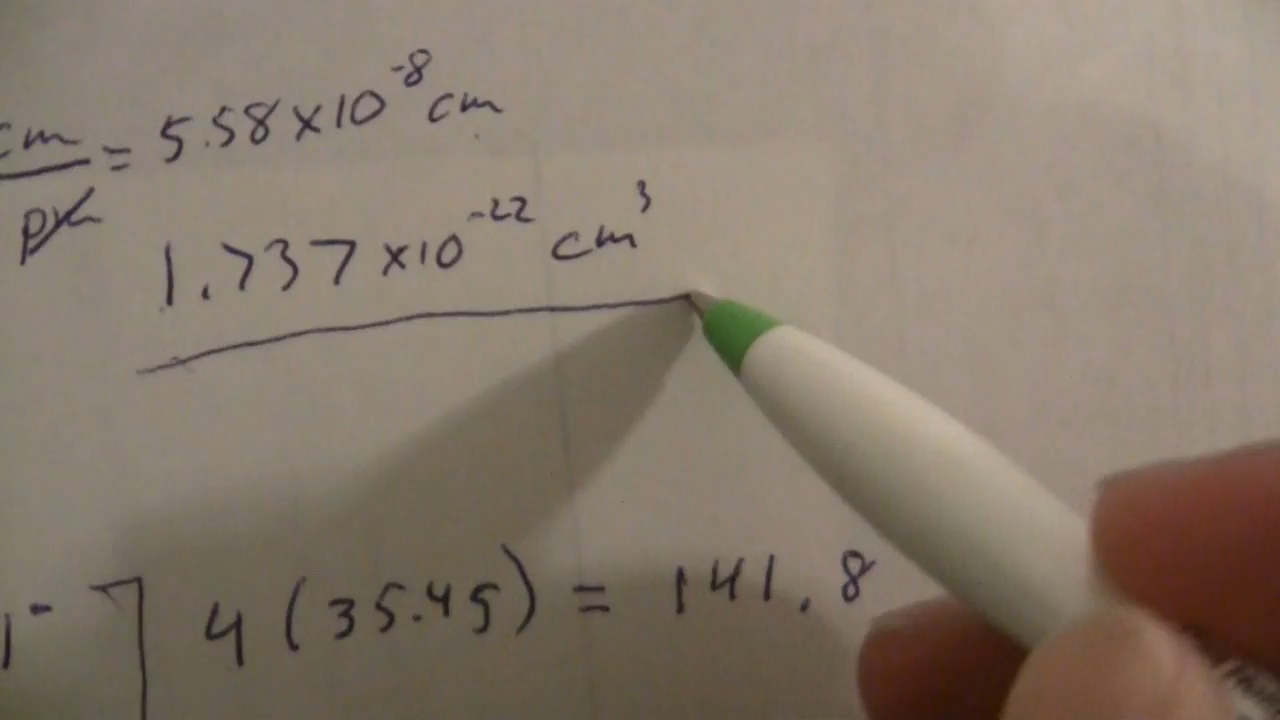 cm = 5.58 x 10^-8 cm
pm
1.737 x 10^-22 cm^3
l^- ] 4 (35.45) = 141.8